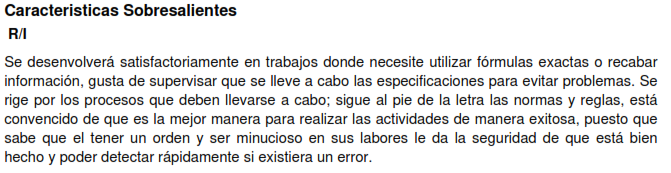 Caracteristicas Sobresalientes
R/I
Se desenvolverá satisfactoriamente en trabajos donde necesite utilizar fórmulas exactas o recabar
información, gusta de supervisar que se lleve a cabo las especificaciones para evitar problemas. Se
rige por los procesos que deben llevarse a cabo; sigue al pie de la letra las normas y reglas, está
convencido de que es la mejor manera para realizar las actividades de manera exitosa, puesto que
sabe que el tener un orden y ser minucioso en sus labores le da la seguridad de que está bien
hecho y poder detectar rápidamente si existiera un error.